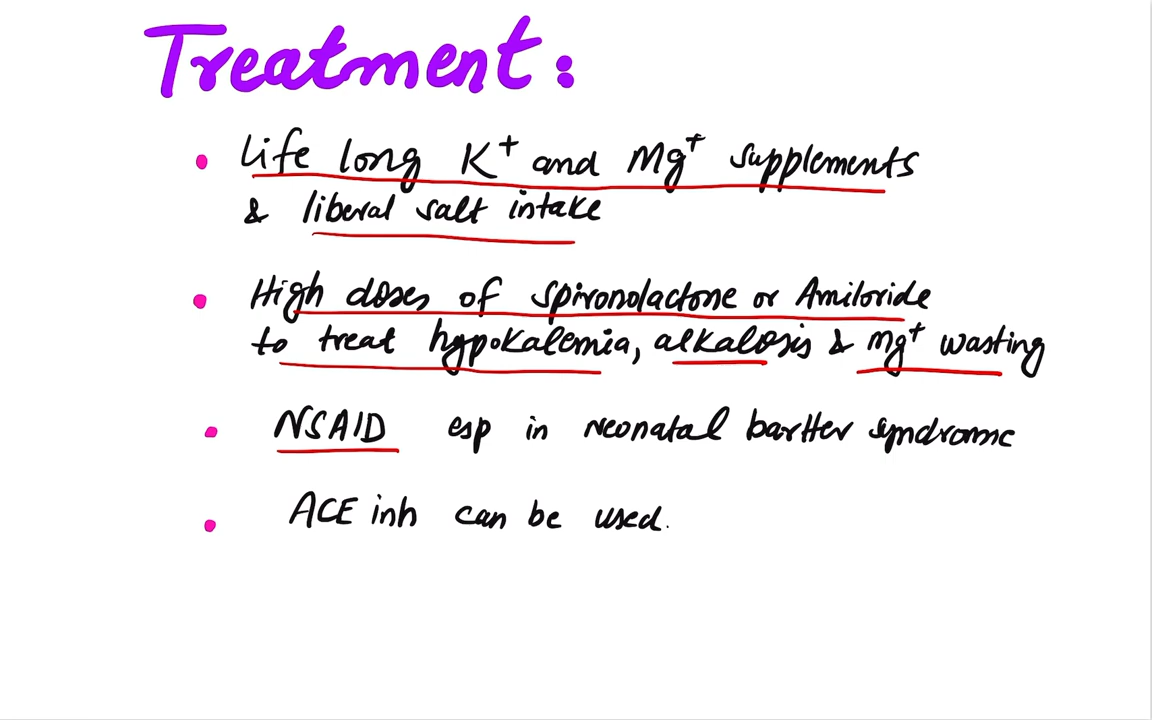 Treatment:
• Life long K+ and Mg+ supplements
& liberal salt intake
• High doses of spironolactone or Amiloride
to treat hypokalemia, alkalosis & Mg+ wasting
• NSAID esp in neonatal bartter syndrome
• ACE inh can be used.